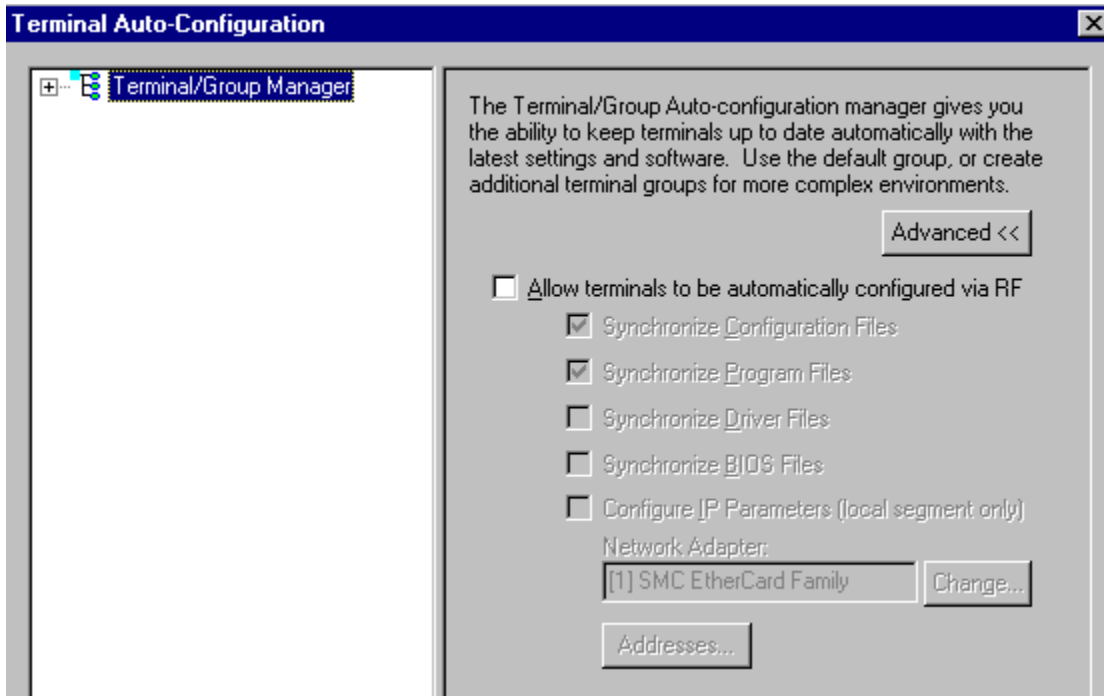 Terminal Auto-Configuration
Terminal/Group Manager
The Terminal/Group Auto-configuration manager gives you
the ability to keep terminals up to date automatically with the
latest settings and software. Use the default group, or create
additional terminal groups for more complex environments.
Advanced <<
Allow terminals to be automatically configured via RF
Synchronize Configuration Files
Synchronize Program Files
Synchronize Driver Files
Synchronize BIOS Files
Configure IP Parameters (local segment only)
Network Adapter:
[1] SMC EtherCard Family
Change...
Addresses...